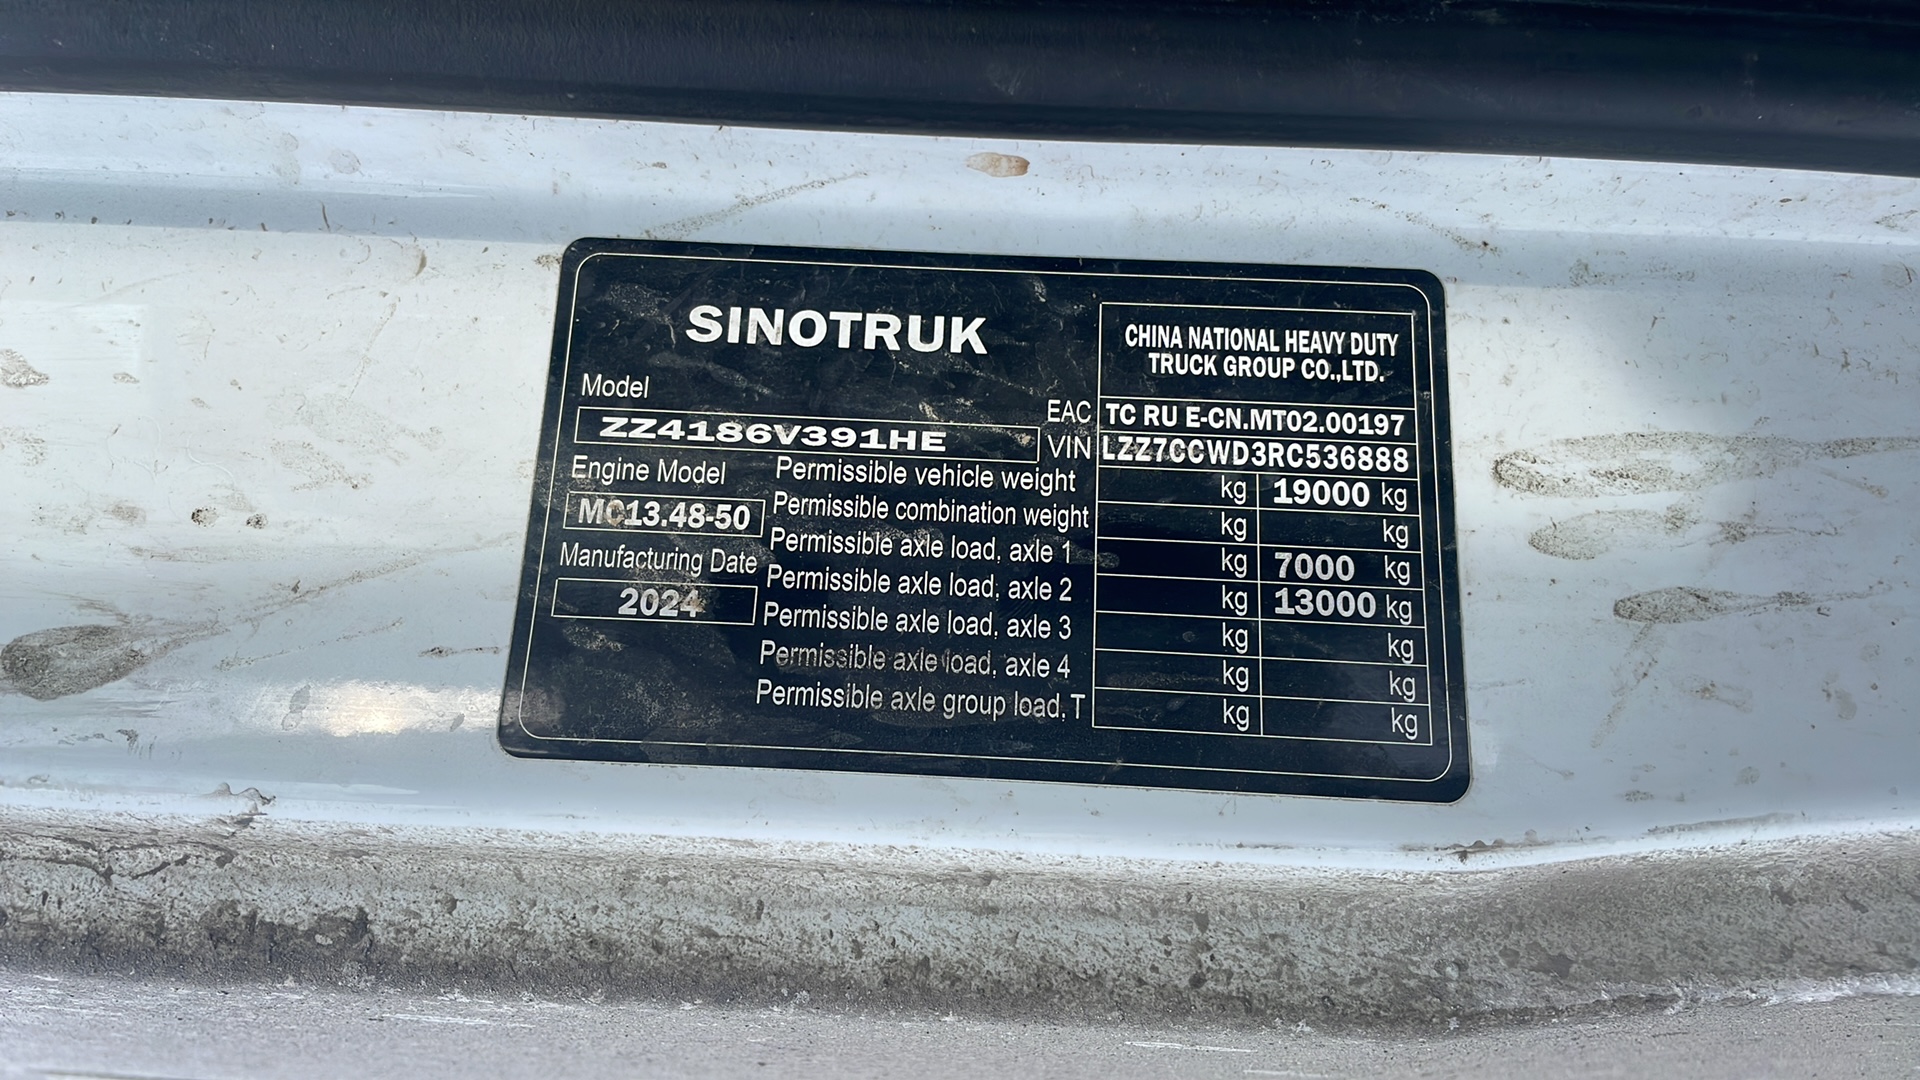 SINOTRUK
CHINA NATIONAL HEAVY DUTY
TRUCK GROUP CO.,LTD.
Model
EAC TC RU E-CN.MT02.00197
ZZ4186V391HE
VIN LZZ7CCWD3RC536888
Engine Model
MC13.48-50
Manufacturing Date
2024
Permissible vehicle weight kg 19000 kg
Permissible combination weight kg kg
Permissible axle load, axle 1 kg 7000 kg
Permissible axle load, axle 2 kg 13000 kg
Permissible axle load, axle 3 kg kg
Permissible axle load, axle 4 kg kg
Permissible axle group load, T kg kg